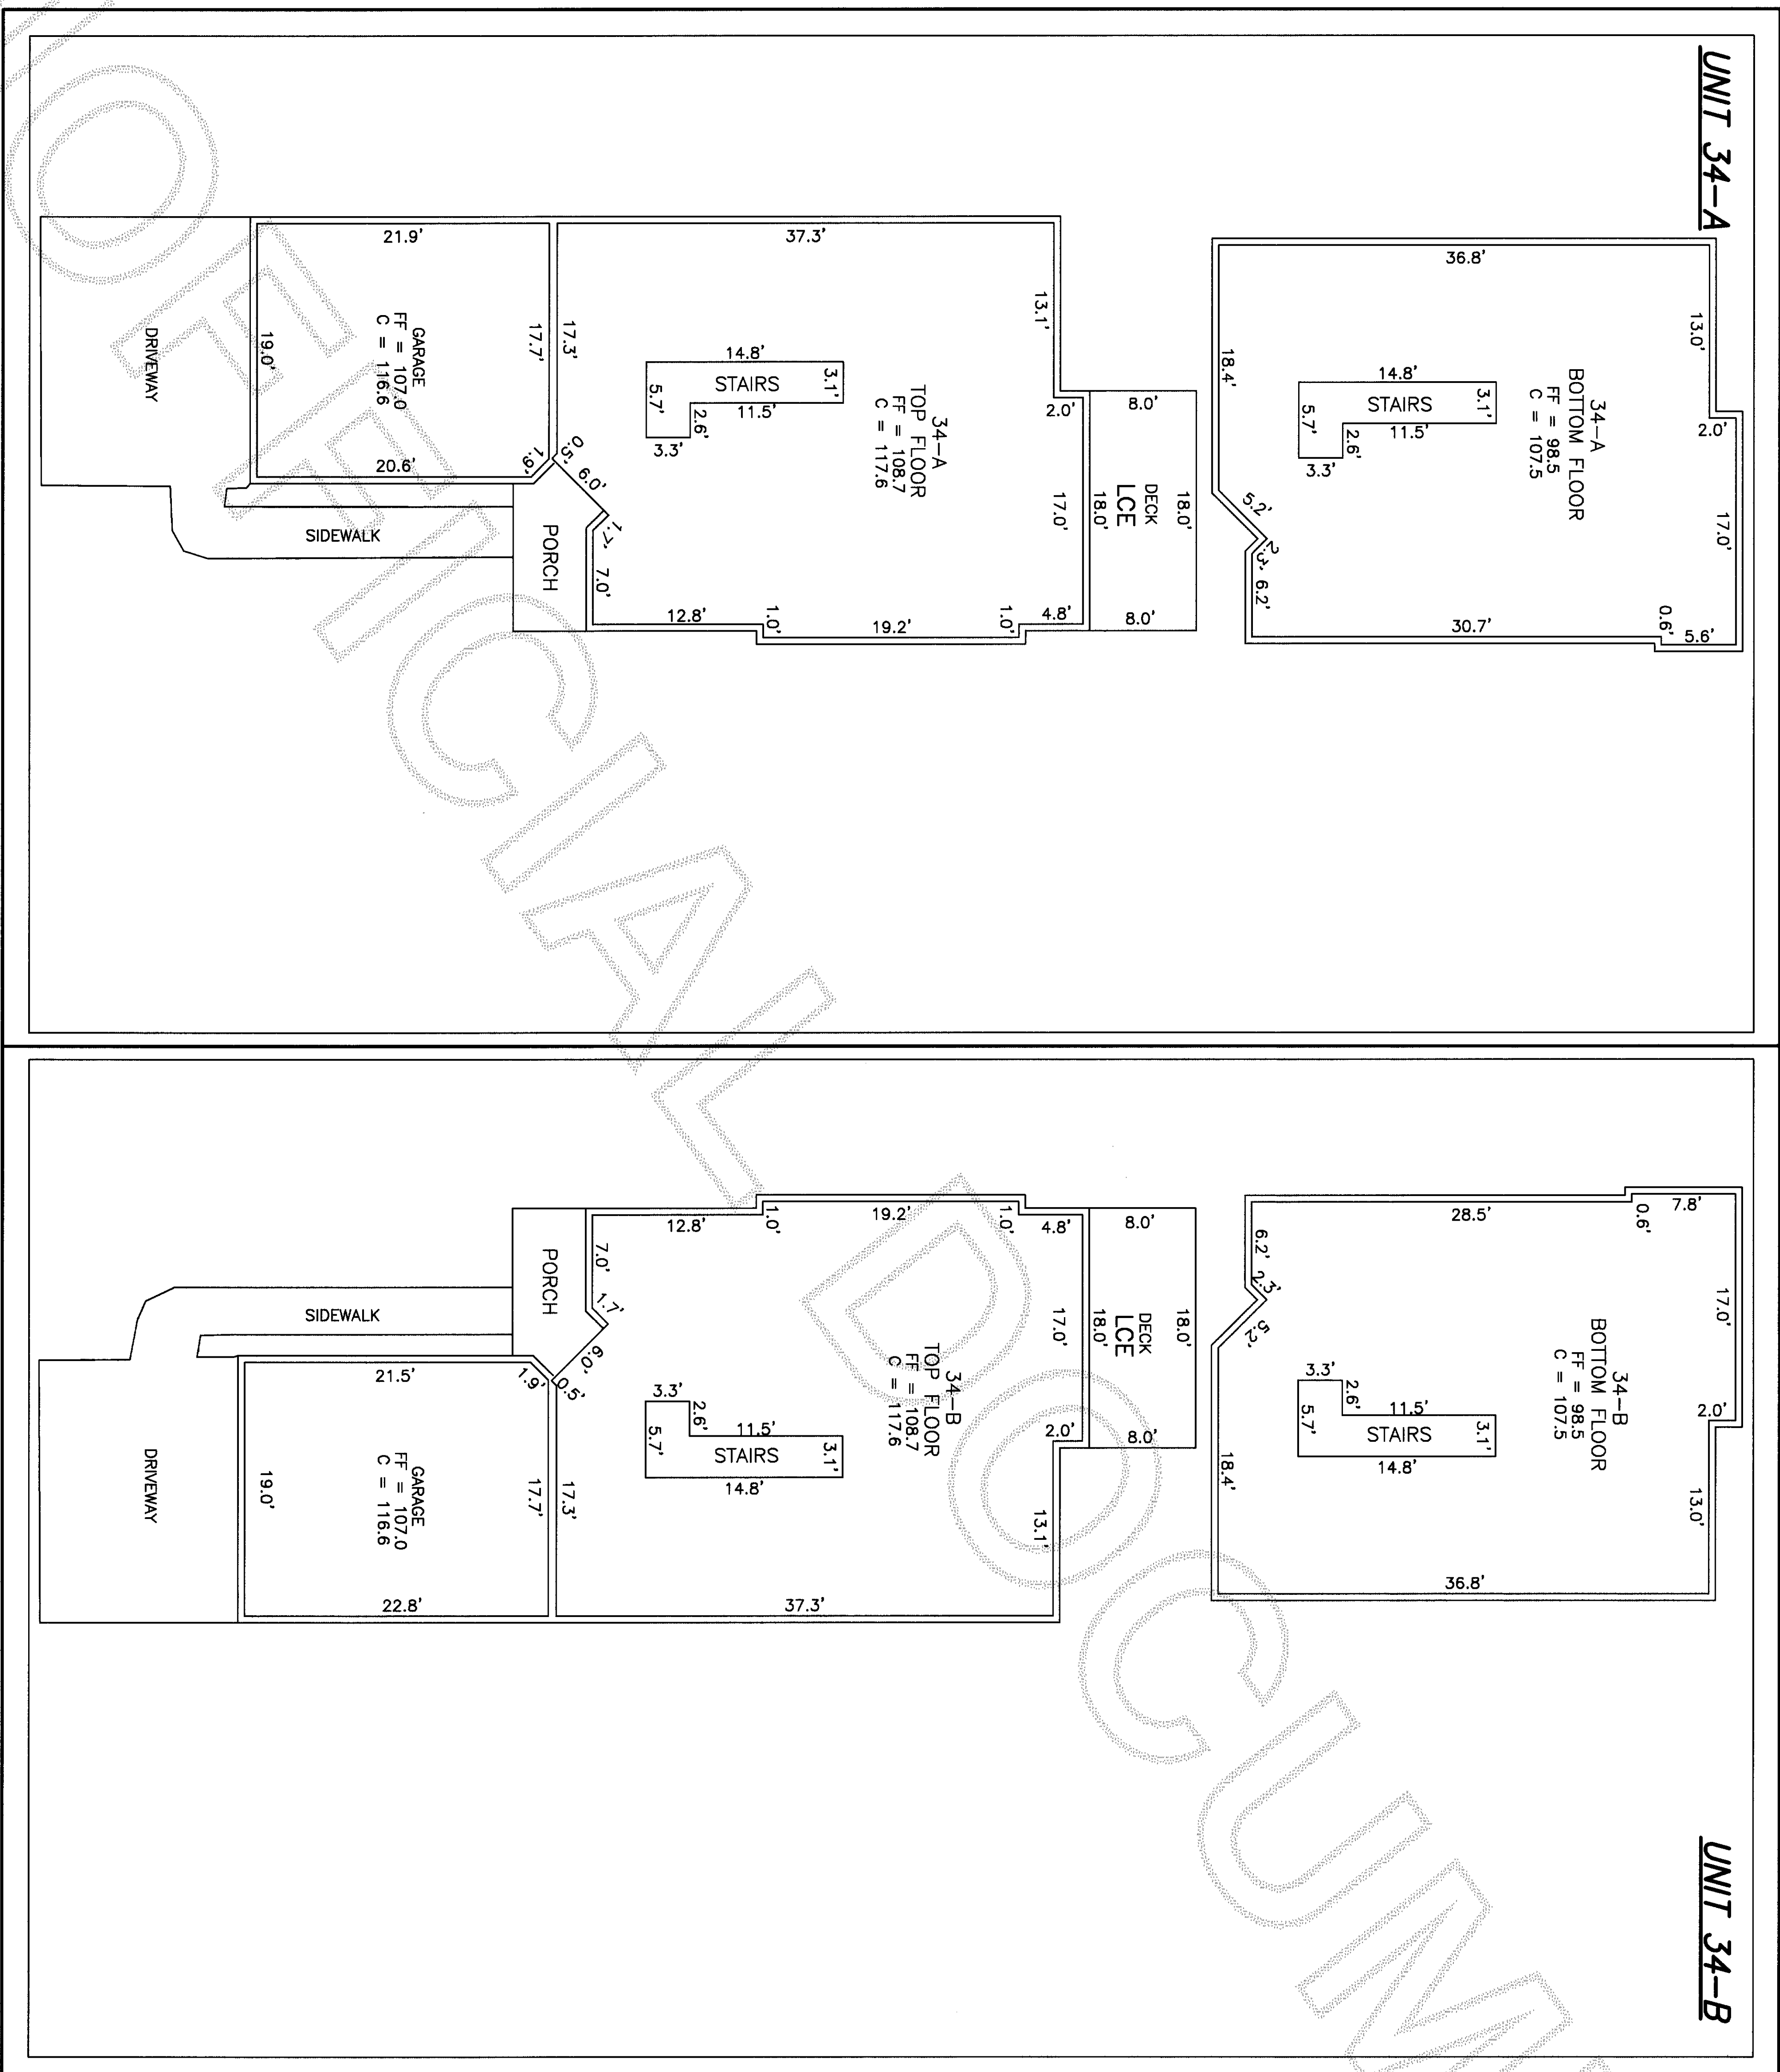 UNIT 34-A
34-A
BOTTOM FLOOR
FF = 98.5
C = 107.5
36.8'
13.0'
2.0'
17.0'
5.6'
0.6'
30.7'
6.2'
2.3'
5.2'
18.4'
14.8'
STAIRS
3.1'
11.5'
2.6'
5.7'
3.3'
DECK
LCE
18.0'
8.0'
18.0'
8.0'
34-A
TOP FLOOR
FF = 108.7
C = 117.6
37.3'
13.1'
2.0'
17.0'
4.8'
1.0'
19.2'
1.0'
12.8'
7.0'
1.7'
6.0'
0.5'
17.3'
14.8'
STAIRS
3.1'
11.5'
2.6'
5.7'
3.3'
PORCH
GARAGE
FF = 107.0
C = 116.6
21.9'
17.7'
1.9'
20.6'
19.0'
SIDEWALK
DRIVEWAY
UNIT 34-B
34-B
BOTTOM FLOOR
FF = 98.5
C = 107.5
7.8'
0.6'
28.5'
17.0'
2.0'
13.0'
36.8'
18.4'
5.2'
2.3'
6.2'
3.3'
2.6'
11.5'
3.1'
STAIRS
5.7'
14.8'
DECK
LCE
18.0'
8.0'
18.0'
8.0'
34-B
TOP FLOOR
FF = 108.7
C = 117.6
4.8'
1.0'
19.2'
1.0'
12.8'
17.0'
2.0'
13.1'
37.3'
17.3'
0.5'
6.0'
1.7'
7.0'
3.3'
2.6'
11.5'
3.1'
STAIRS
5.7'
14.8'
PORCH
GARAGE
FF = 107.0
C = 116.6
21.5'
1.9'
17.7'
22.8'
19.0'
SIDEWALK
DRIVEWAY
OFFICIAL DOCUM